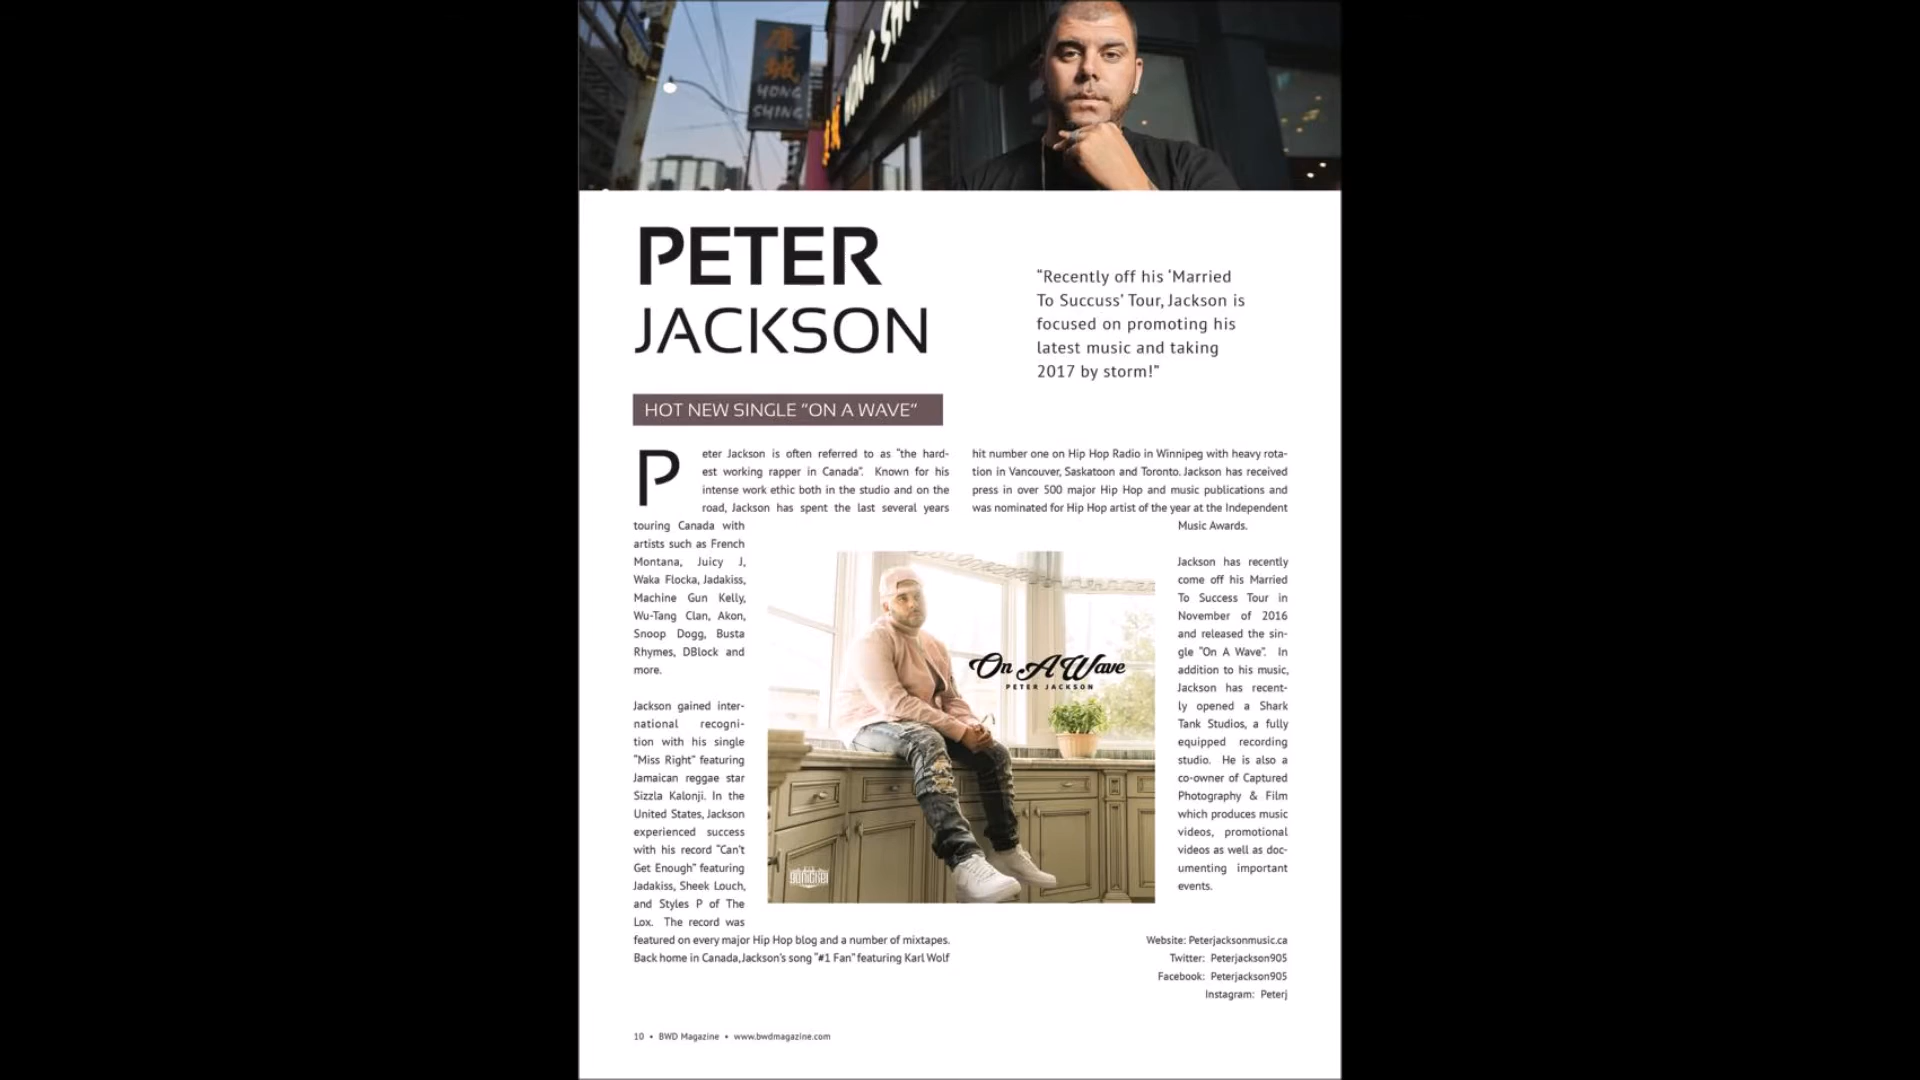 康
城
HONG
SHING
HONG SHIN
PETER
JACKSON
“Recently off his ‘Married
To Succuss’ Tour, Jackson is
focused on promoting his
latest music and taking
2017 by storm!”
HOT NEW SINGLE “ON A WAVE”
Peter Jackson is often referred to as “the hard-
est working rapper in Canada”. Known for his
intense work ethic both in the studio and on the
road, Jackson has spent the last several years
touring Canada with
artists such as French
Montana, Juicy J,
Waka Flocka, Jadakiss,
Machine Gun Kelly,
Wu-Tang Clan, Akon,
Snoop Dogg, Busta
Rhymes, DBlock and
more.
Jackson gained inter-
national recogni-
tion with his single
“Miss Right” featuring
Jamaican reggae star
Sizzla Kalonji. In the
United States, Jackson
experienced success
with his record “Can’t
Get Enough” featuring
Jadakiss, Sheek Louch,
and Styles P of The
Lox. The record was
featured on every major Hip Hop blog and a number of mixtapes.
Back home in Canada, Jackson’s song “#1 Fan” featuring Karl Wolf
hit number one on Hip Hop Radio in Winnipeg with heavy rota-
tion in Vancouver, Saskatoon and Toronto. Jackson has received
press in over 500 major Hip Hop and music publications and
was nominated for Hip Hop artist of the year at the Independent
Music Awards.
Jackson has recently
come off his Married
To Success Tour in
November of 2016
and released the sin-
gle “On A Wave”. In
addition to his music,
Jackson has recent-
ly opened a Shark
Tank Studios, a fully
equipped recording
studio. He is also a
co-owner of Captured
Photography & Film
which produces music
videos, promotional
videos as well as doc-
umenting important
events.
On A Wave
PETER JACKSON
Website: Peterjacksonmusic.ca
Twitter: Peterjackson905
Facebook: Peterjackson905
Instagram: Peterj
10 • BWD Magazine • www.bwdmagazine.com